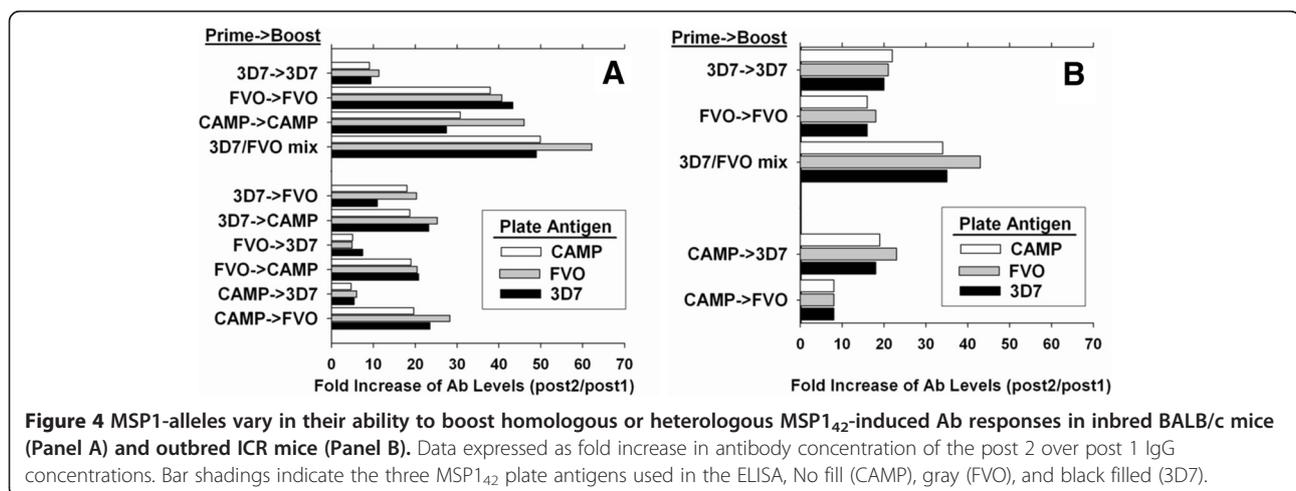 Prime->Boost
A
3D7->3D7
FVO->FVO
CAMP->CAMP
3D7/FVO mix
3D7->FVO
3D7->CAMP
FVO->3D7
FVO->CAMP
CAMP->3D7
CAMP->FVO
Plate Antigen
CAMP
FVO
3D7
0 10 20 30 40 50 60 70
Fold Increase of Ab Levels (post2/post1)
Prime->Boost
B
3D7->3D7
FVO->FVO
3D7/FVO mix
CAMP->3D7
CAMP->FVO
Plate Antigen
CAMP
FVO
3D7
0 10 20 30 40 50 60 70
Fold Increase of Ab Levels (post2/post1)
Figure 4 MSP1-alleles vary in their ability to boost homologous or heterologous MSP1₄₂-induced Ab responses in inbred BALB/c mice
(Panel A) and outbred ICR mice (Panel B). Data expressed as fold increase in antibody concentration of the post 2 over post 1 IgG
concentrations. Bar shadings indicate the three MSP1₄₂ plate antigens used in the ELISA, No fill (CAMP), gray (FVO), and black filled (3D7).